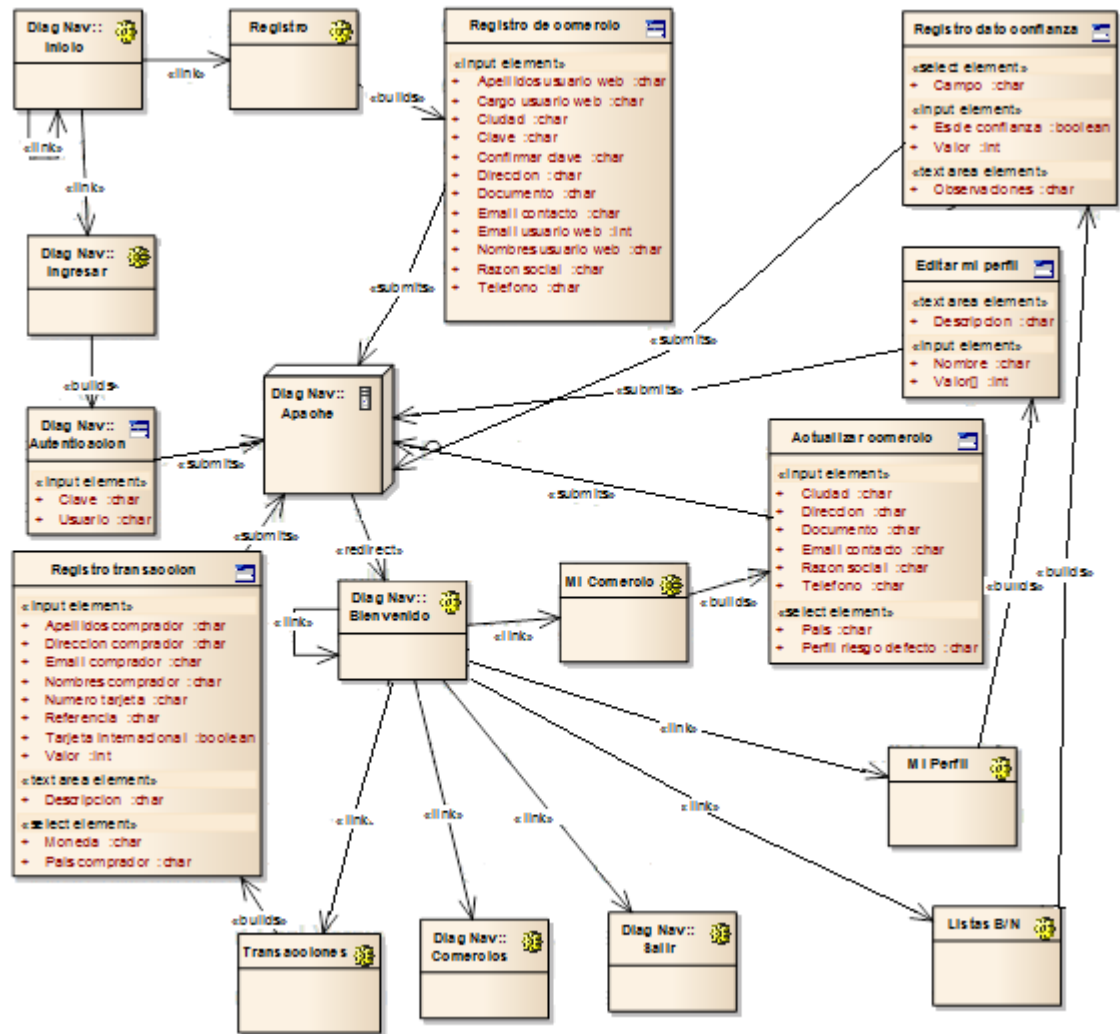 Diag Nav::
Inicio
Registro
«link»
«builds»
«link»
«link»
Registro de comercio
«input element»
+ Apellidos usuario web :char
+ Cargo usuario web :char
+ Ciudad :char
+ Clave :char
+ Confirmar clave :char
+ Direccion :char
+ Documento :char
+ Email contacto :char
+ Email usuario web :int
+ Nombres usuario web :char
+ Razon social :char
+ Telefono :char
Registro dato confianza
«select element»
+ Campo :char
«input element»
+ Es de confianza :boolean
+ Valor :int
«text area element»
+ Observaciones :char
Diag Nav::
Ingresar
«builds»
«submits»
«submits»
Editar mi perfil
«text area element»
+ Descripcion :char
«input element»
+ Nombre :char
+ Valor[] :int
«submits»
Diag Nav::
Apache
Diag Nav::
Autenticacion
«input element»
+ Clave :char
+ Usuario :char
«submits»
«submits»
«submits»
«redirect»
Actualizar comercio
«input element»
+ Ciudad :char
+ Direccion :char
+ Documento :char
+ Email contacto :char
+ Razon social :char
+ Telefono :char
«select element»
+ Pais :char
+ Perfil riesgo defecto :char
«builds»
«builds»
Registro transaccion
«input element»
+ Apellidos comprador :char
+ Direccion comprador :char
+ Email comprador :char
+ Nombres comprador :char
+ Numero tarjeta :char
+ Referencia :char
+ Tarjeta internacional :boolean
+ Valor :int
«text area element»
+ Descripcion :char
«select element»
+ Moneda :char
+ Pais comprador :char
Diag Nav::
Bienvenido
«link»
«link»
Mi Comercio
«builds»
«link»
«link»
«link»
«link»
«link»
Mi Perfil
«builds»
Transacciones
Diag Nav::
Comercios
Diag Nav::
Salir
Listas B/N